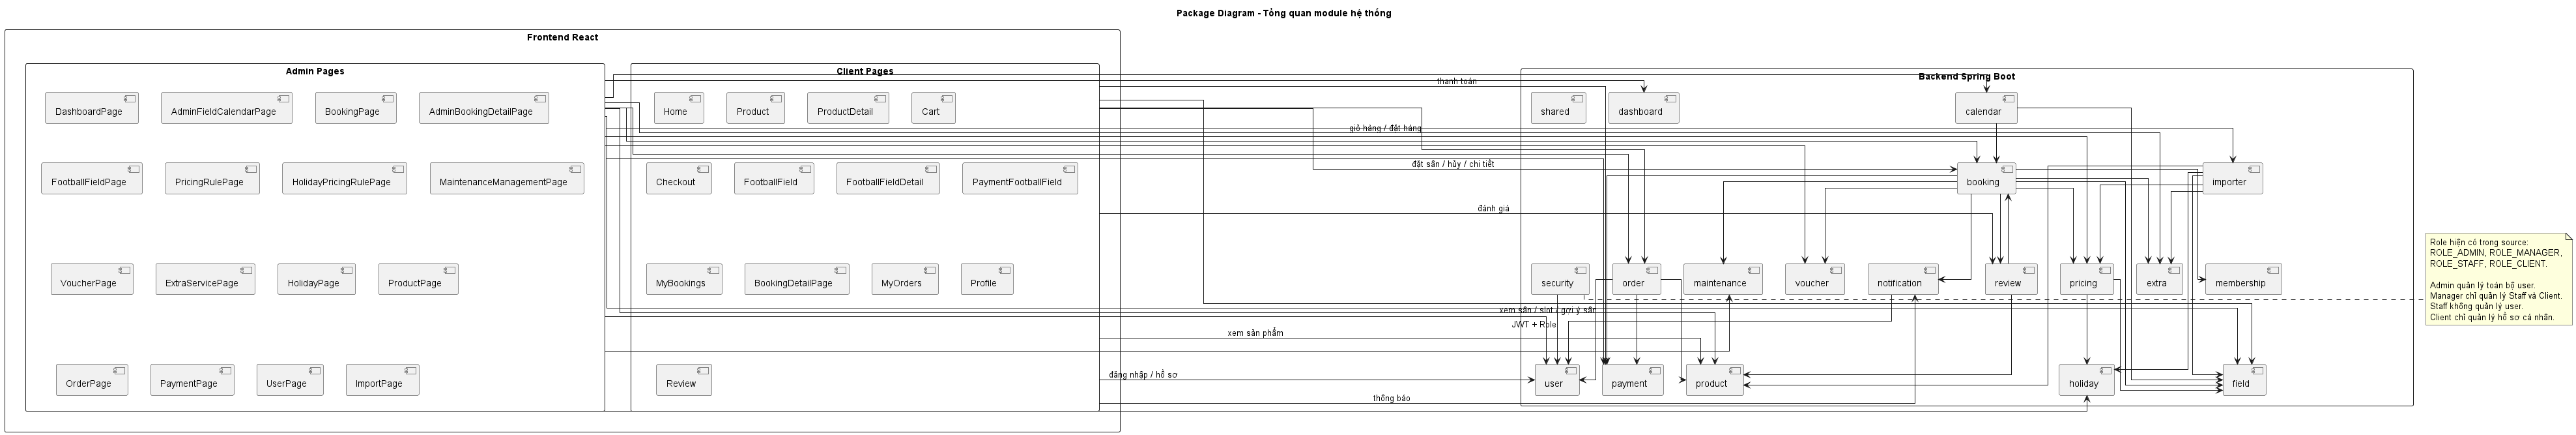 Package Diagram - Tổng quan module hệ thống
Frontend React
Admin Pages
DashboardPage
AdminFieldCalendarPage
BookingPage
AdminBookingDetailPage
FootballFieldPage
PricingRulePage
HolidayPricingRulePage
MaintenanceManagementPage
VoucherPage
ExtraServicePage
HolidayPage
ProductPage
OrderPage
PaymentPage
UserPage
ImportPage
Client Pages
Home
Product
ProductDetail
Cart
Checkout
FootballField
FootballFieldDetail
PaymentFootballField
MyBookings
BookingDetailPage
MyOrders
Profile
Review
thanh toán
giỏ hàng / đặt hàng
đặt sân / hủy / chi tiết
đánh giá
xem sân / slot / gợi ý sân
JWT + Role
xem sản phẩm
đăng nhập / hồ sơ
thông báo
Backend Spring Boot
shared
dashboard
calendar
booking
importer
security
order
maintenance
voucher
notification
review
pricing
extra
membership
user
payment
product
holiday
field
Role hiện có trong source:
ROLE_ADMIN, ROLE_MANAGER,
ROLE_STAFF, ROLE_CLIENT.
Admin quản lý toàn bộ user.
Manager chỉ quản lý Staff và Client.
Staff không quản lý user.
Client chỉ quản lý hồ sơ cá nhân.